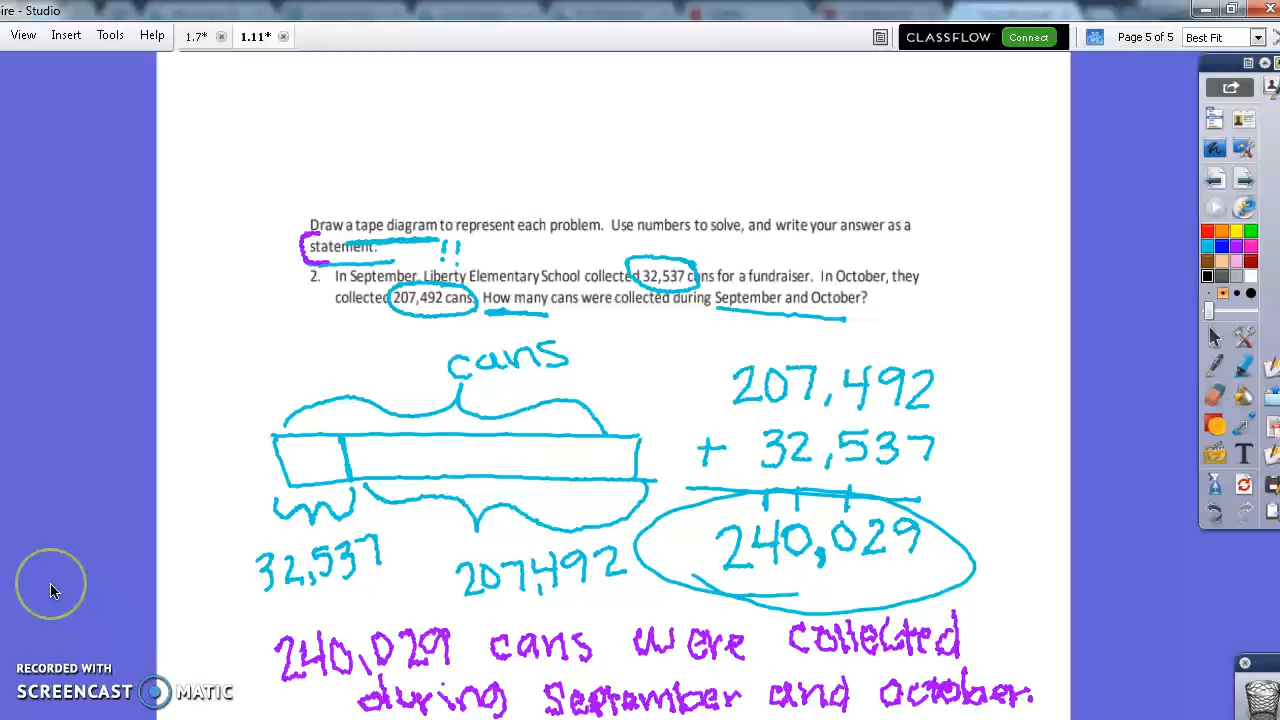 ire - Studio
View Insert Tools Help 1.7* 1.11* CLASSFLOW Connect Page 5 of 5 Best Fit
Draw a tape diagram to represent each problem. Use numbers to solve, and write your answer as a
statement.
!!
2. In September, Liberty Elementary School collected 32,537 cans for a fundraiser. In October, they
collected 207,492 cans. How many cans were collected during September and October?
cans
207,492
+ 32,537
240,029
32,537 207,492
240,029 cans were collected
during September and october.
RECORDED WITH
SCREENCAST MATIC